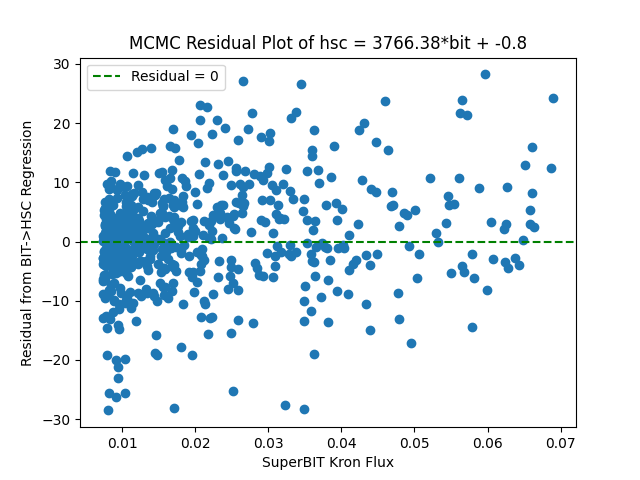 MCMC Residual Plot of hsc = 3766.38*bit + -0.8
Residual = 0
Residual from BIT->HSC Regression
30
20
10
0
−10
−20
−30
0.01 0.02 0.03 0.04 0.05 0.06 0.07
SuperBIT Kron Flux